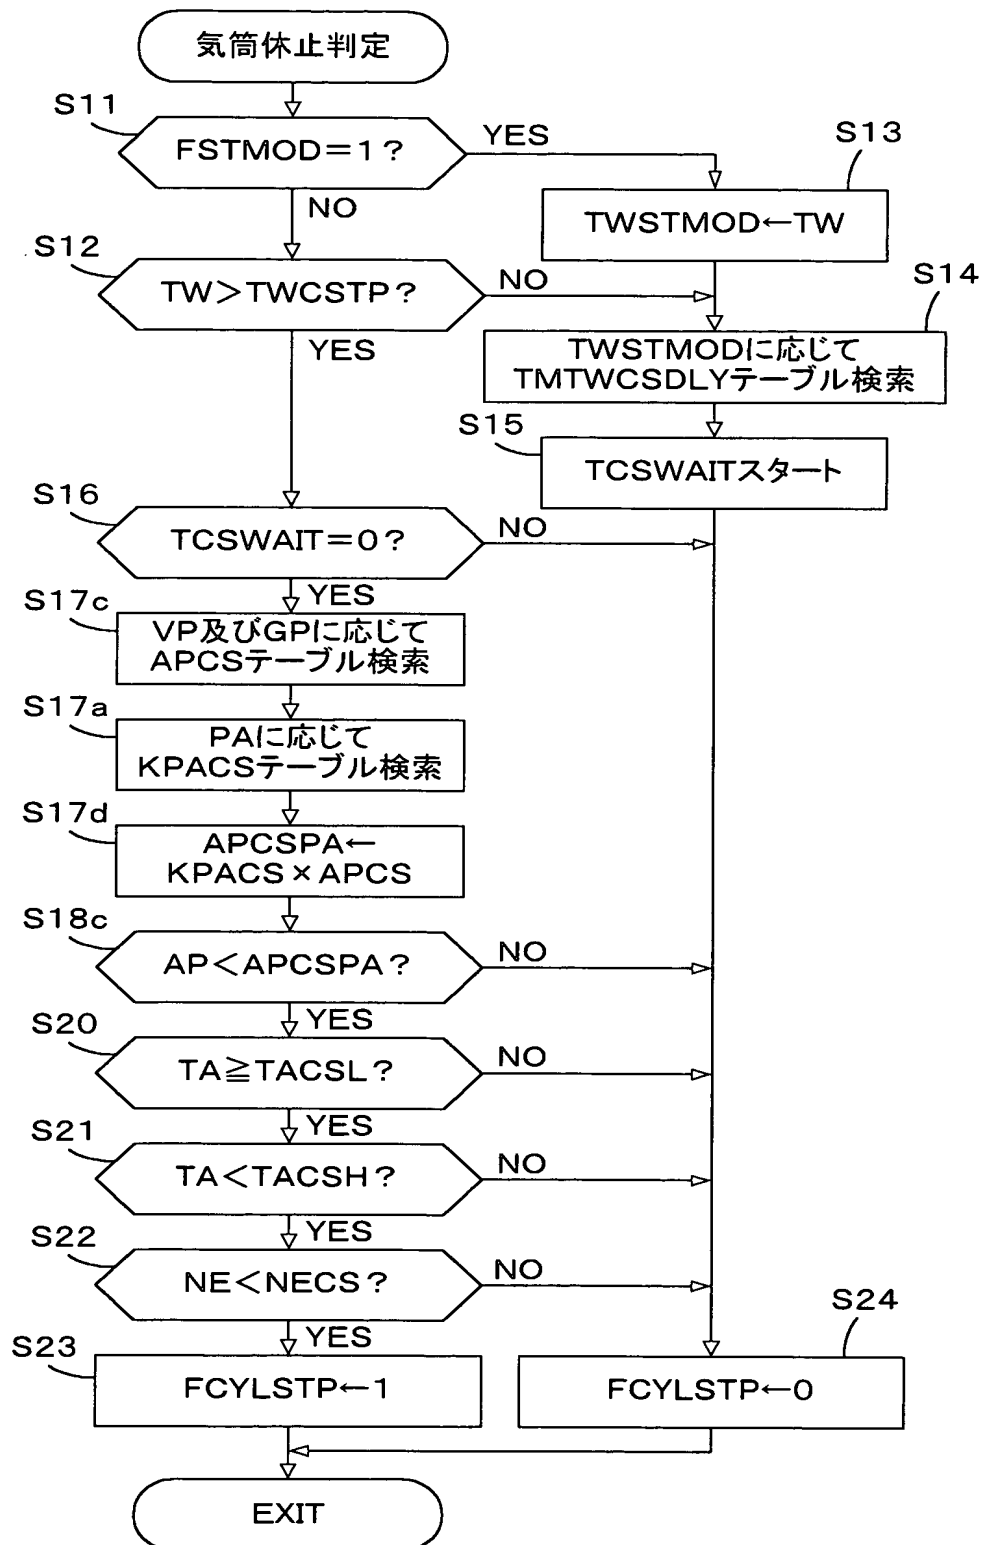 気筒休止判定
S11
FSTMOD=1?
YES
NO
S13
TWSTMOD←TW
S12
TW>TWCSTP?
NO
YES
S14
TWSTMODに応じて
TMTWCSDLYテーブル検索
S15
TCSWAITスタート
S16
TCSWAIT=0?
NO
YES
S17c
VP及びGPに応じて
APCSテーブル検索
S17a
PAに応じて
KPACSテーブル検索
S17d
APCSPA←
KPACS×APCS
S18c
AP<APCSPA?
NO
YES
S20
TA≧TACSL?
NO
YES
S21
TA<TACSH?
NO
YES
S22
NE<NECS?
NO
YES
S23
FCYLSTP←1
S24
FCYLSTP←0
EXIT